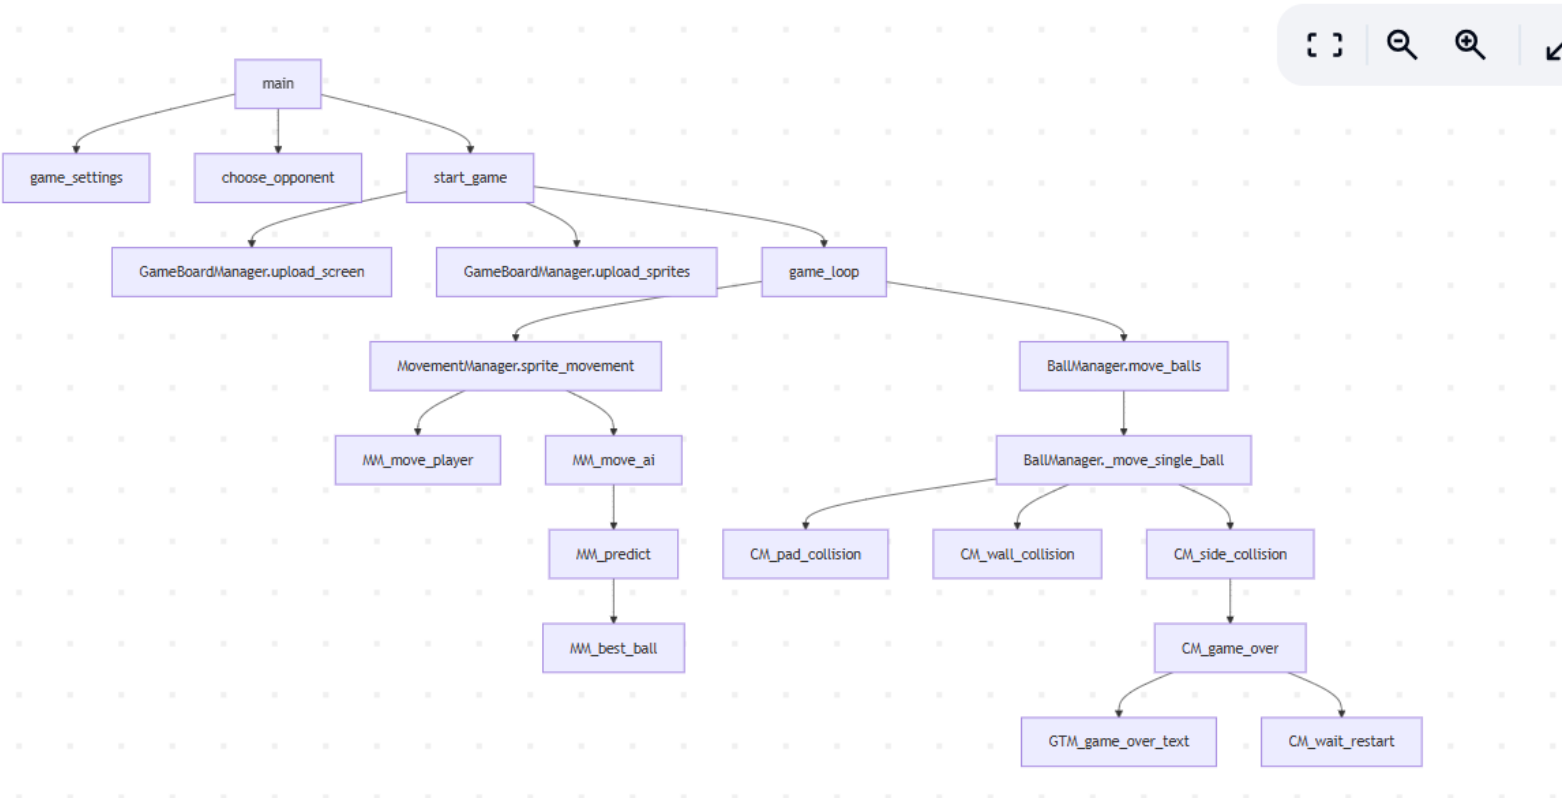 main
game_settings
choose_opponent
start_game
GameBoardManager.upload_screen
GameBoardManager.upload_sprites
game_loop
MovementManager.sprite_movement
BallManager.move_balls
MM_move_player
MM_move_ai
BallManager._move_single_ball
MM_predict
CM_pad_collision
CM_wall_collision
CM_side_collision
MM_best_ball
CM_game_over
GTM_game_over_text
CM_wait_restart